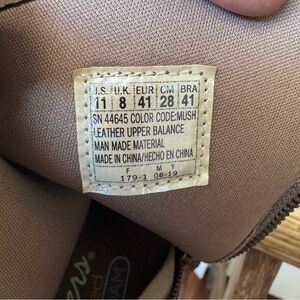 U.S. U.K. EUR CM BRA
11 8 41 28 41
SN 44645 COLOR CODE:MUSH
LEATHER UPPER BALANCE
MAN MADE MATERIAL
MADE IN CHINA/HECHO EN CHINA
F M Y
179-1 06-19